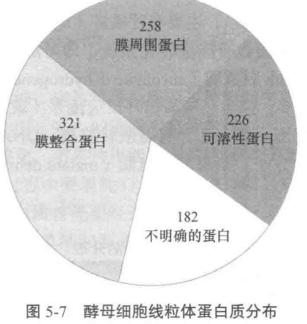 258
膜周围蛋白
226
可溶性蛋白
321
膜整合蛋白
182
不明确的蛋白
图 5-7 酵母细胞线粒体蛋白质分布